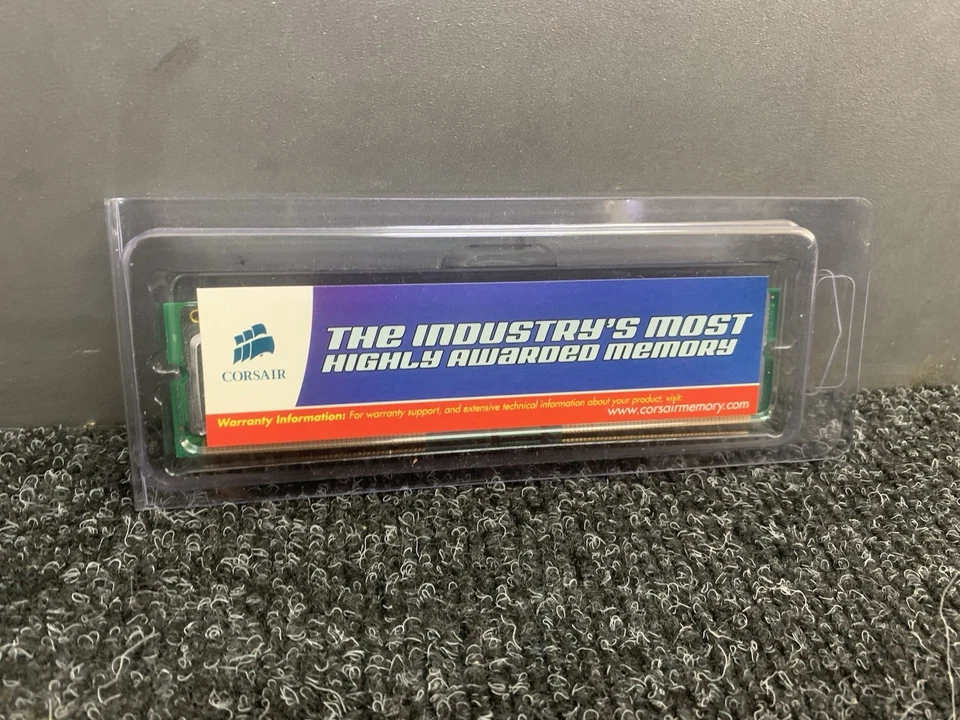 CORSAIR
THE INDUSTRY'S MOST
HIGHLY AWARDED MEMORY
Warranty Information: For warranty support, and extensive technical information about your product, visit:
www.corsairmemory.com